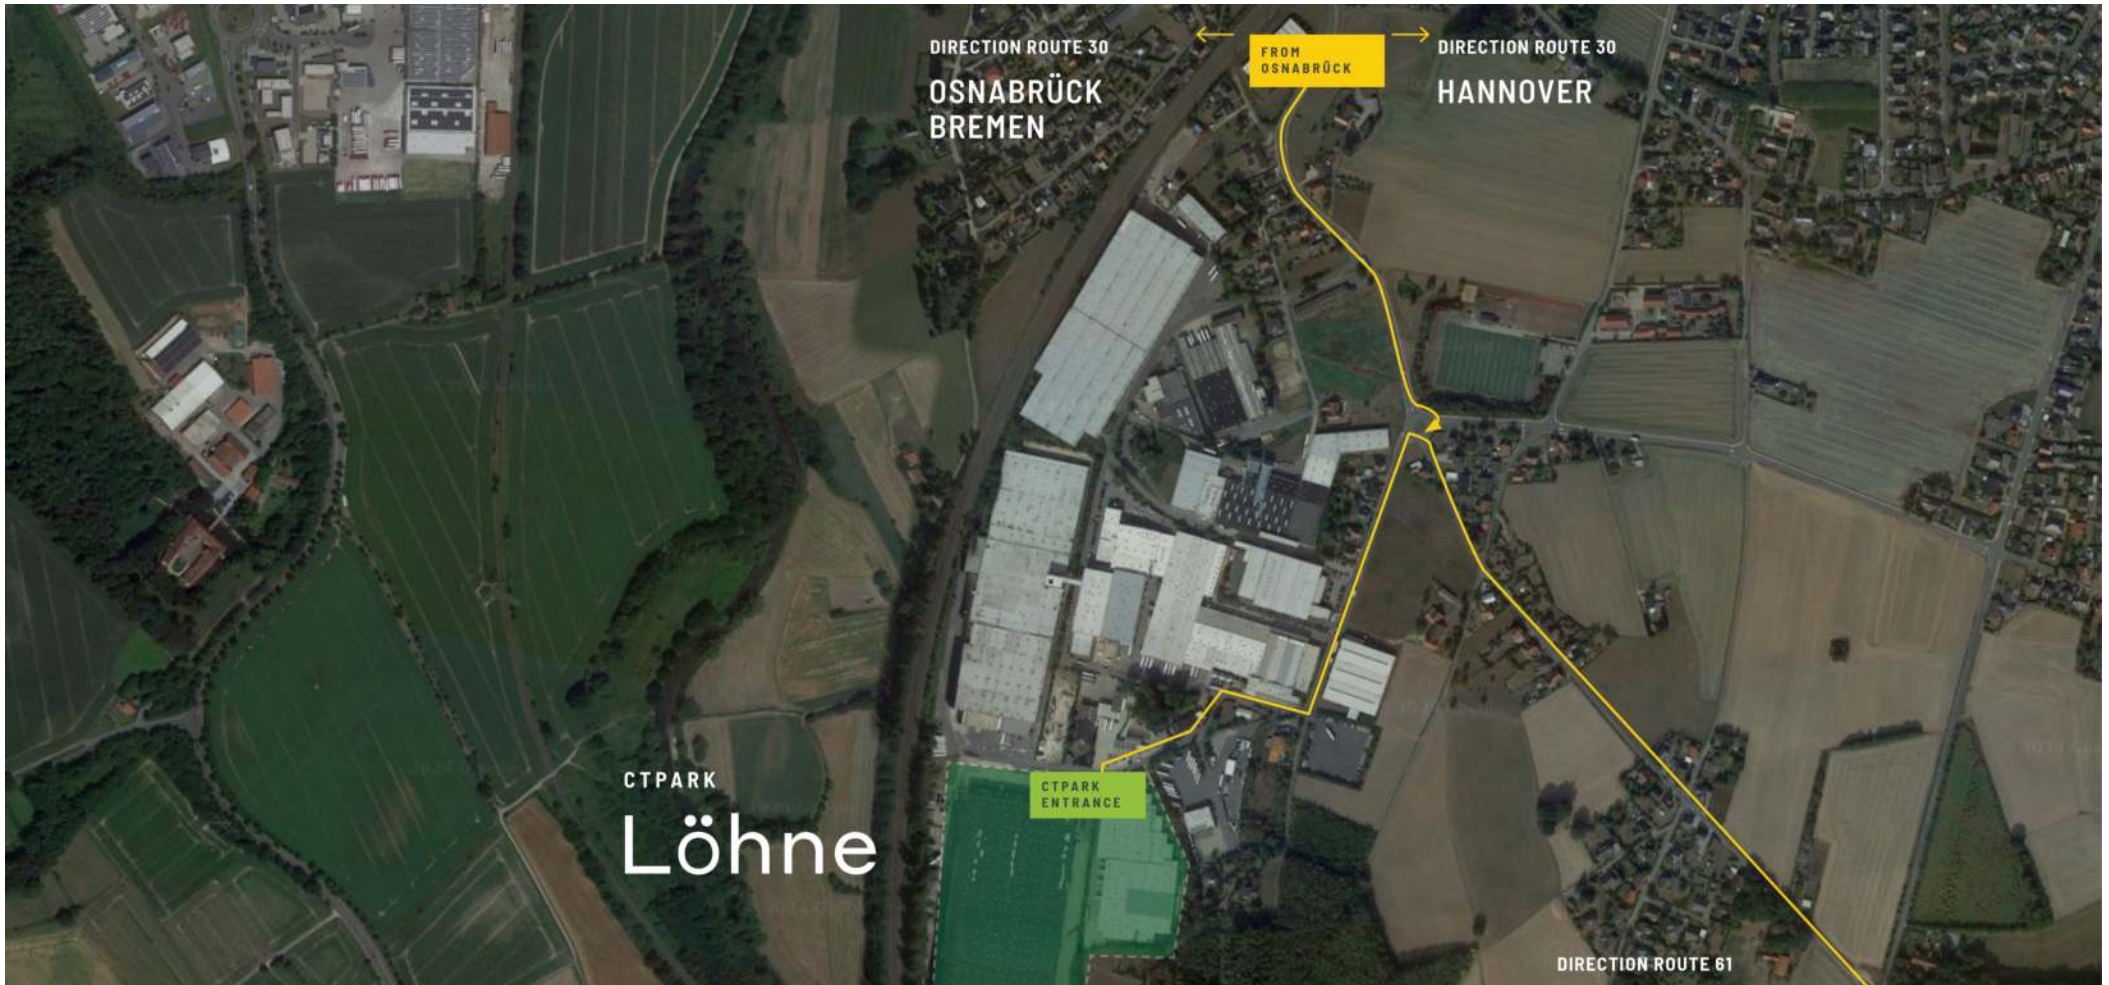 DIRECTION ROUTE 30
OSNABRÜCK
BREMEN
FROM
OSNABRÜCK
DIRECTION ROUTE 30
HANNOVER
CTPARK
Löhne
CTPARK
ENTRANCE
DIRECTION ROUTE 61